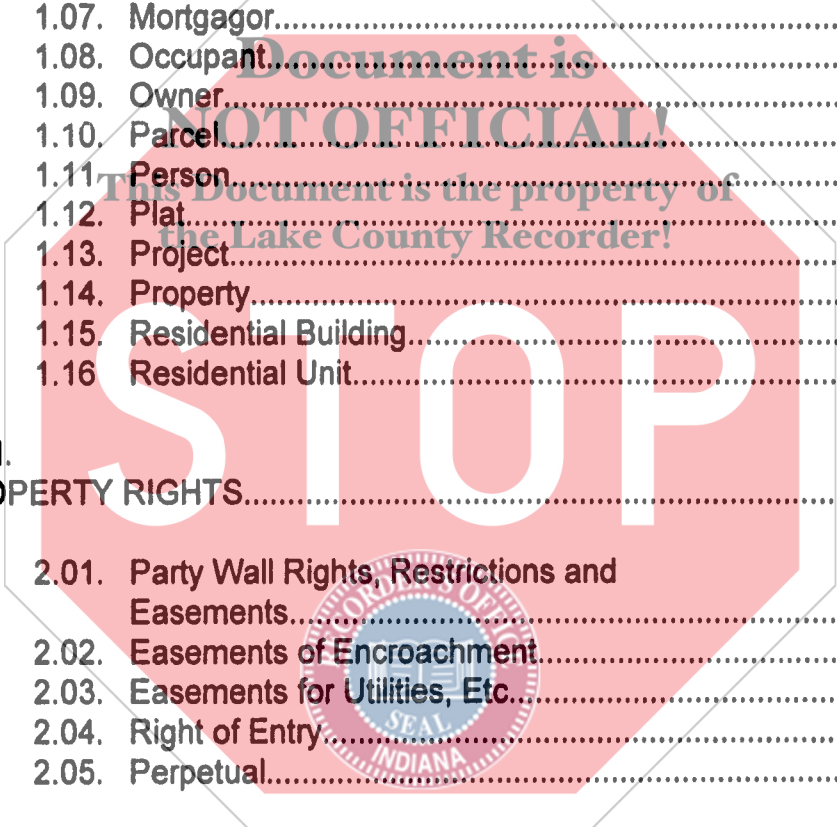 1.07. Mortgagor
1.08. Occupant
Document is
1.09. Owner
NOT OFFICIAL!
1.10. Parcel
1.11. Person
This Document is the property of
1.12. Plat
the Lake County Recorder!
1.13. Project
1.14. Property
1.15. Residential Building
1.16 Residential Unit
STOP
PERTY RIGHTS
2.01. Party Wall Rights, Restrictions and
Easements
RECORDER'S OFFICE
2.02. Easements of Encroachment
2.03. Easements for Utilities, Etc.
SEAL
2.04. Right of Entry
INDIANA
2.05. Perpetual